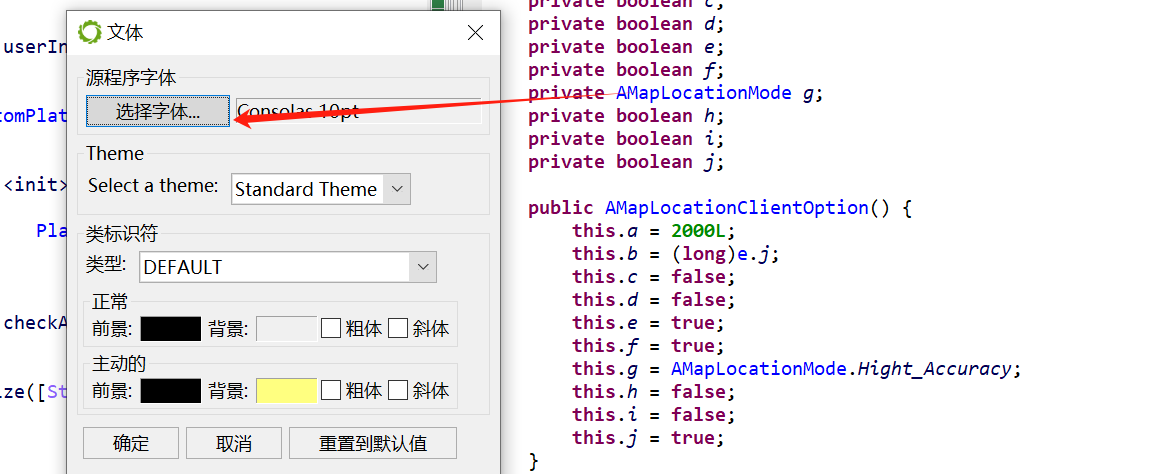 userIn
omPlat
<init>
Pla
checkA
ze([St
文体
源程序字体
选择字体... Consolas 10pt
Theme
Select a theme: Standard Theme
类标识符
类型: DEFAULT
正常
前景: 背景: 粗体 斜体
主动的
前景: 背景: 粗体 斜体
确定 取消 重置到默认值
private boolean c;
private boolean d;
private boolean e;
private boolean f;
private AMapLocationMode g;
private boolean h;
private boolean i;
private boolean j;
public AMapLocationClientOption() {
this.a = 2000L;
this.b = (long)e.j;
this.c = false;
this.d = false;
this.e = true;
this.f = true;
this.g = AMapLocationMode.Hight_Accuracy;
this.h = false;
this.i = false;
this.j = true;
}